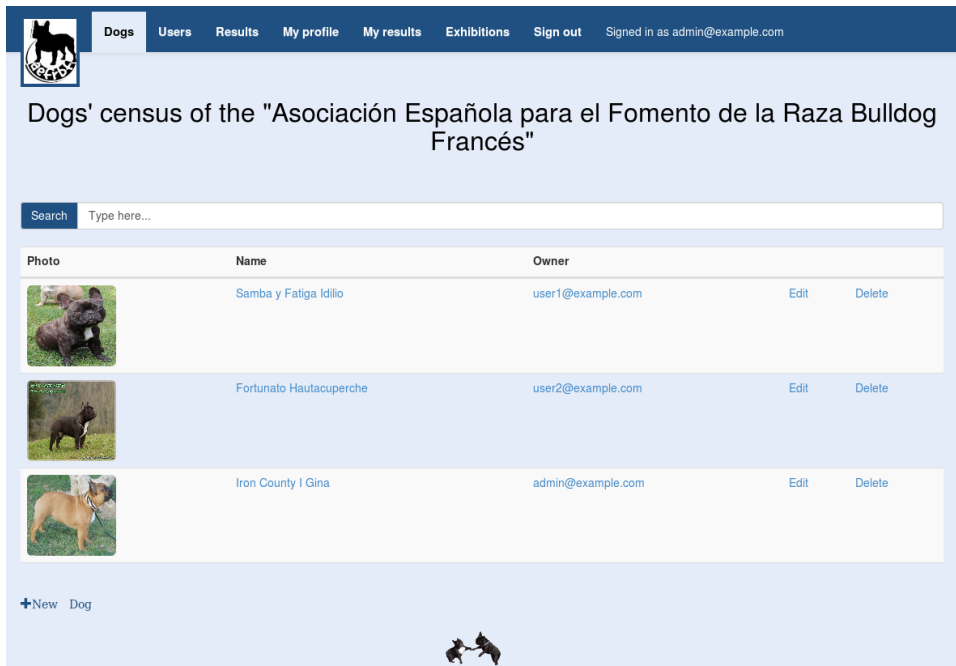 Dogs Users Results My profile My results Exhibitions Sign out Signed in as admin@example.com
aefrbf
Dogs' census of the "Asociación Española para el Fomento de la Raza Bulldog
Francés"
Search Type here...
Photo Name Owner
Samba y Fatiga Idilio user1@example.com Edit Delete
Fortunato Hautacuperche user2@example.com Edit Delete
Iron County I Gina admin@example.com Edit Delete
+New Dog